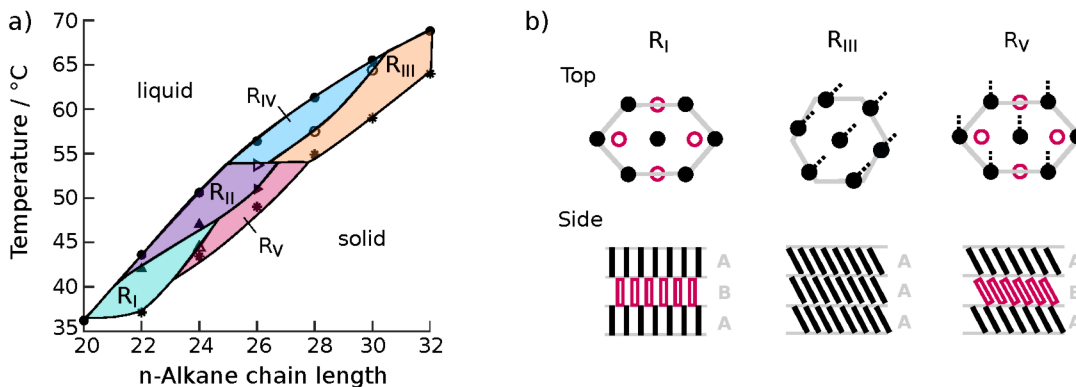 a)
70
65
60
55
50
45
40
35
20
22
24
26
28
30
32
Temperature / °C
n-Alkane chain length
liquid
solid
R_IV
R_III
R_II
R_V
R_I
b)
R_I
R_III
R_V
Top
Side
A
B
A
A
A
A
A
B
A